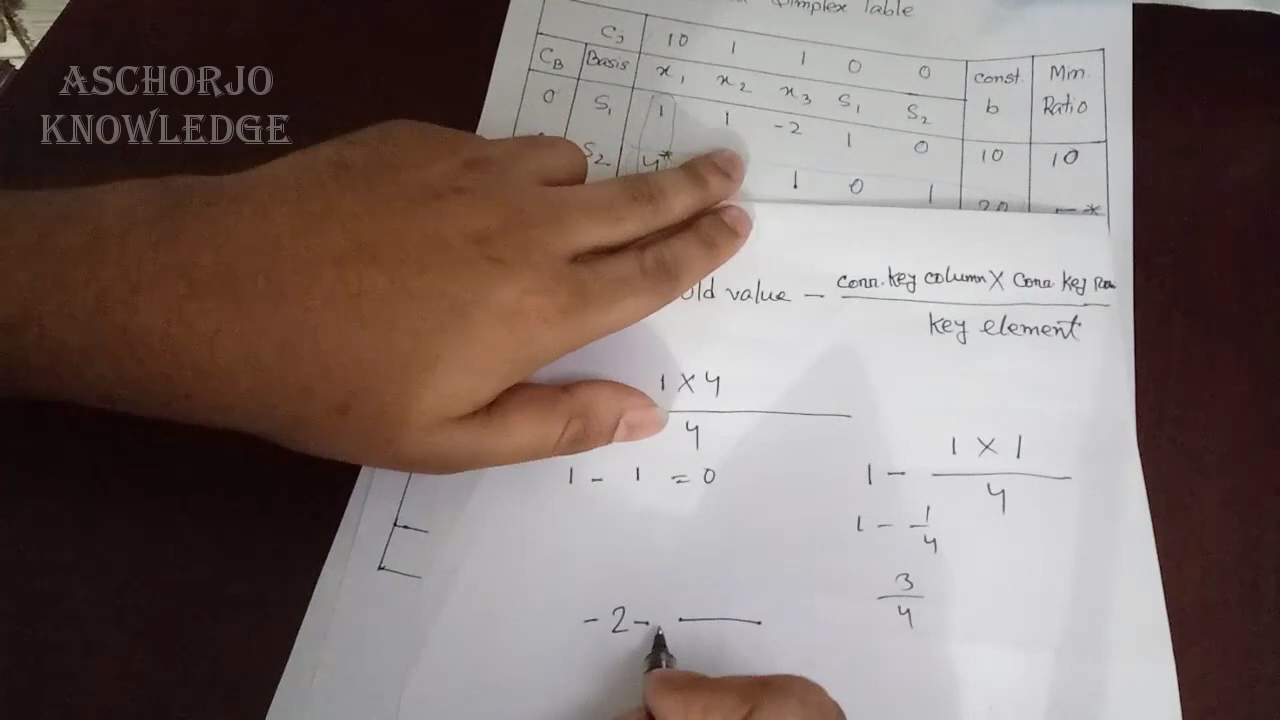 ASCHORJO
KNOWLEDGE
Simplex Table
Cj 10 1 1 0 0
CB Basis x1 x2 x3 S1 S2 const. b Min. Ratio
0 S1 1 1 -2 1 0 10 10
S2 4* 1 0 1 20 *
old value - corr. key column X corr. key
key element
1 X 4
4
1 - 1 = 0
1 - 1 X 1
4
1 - 1
4
3
4
- 2 -